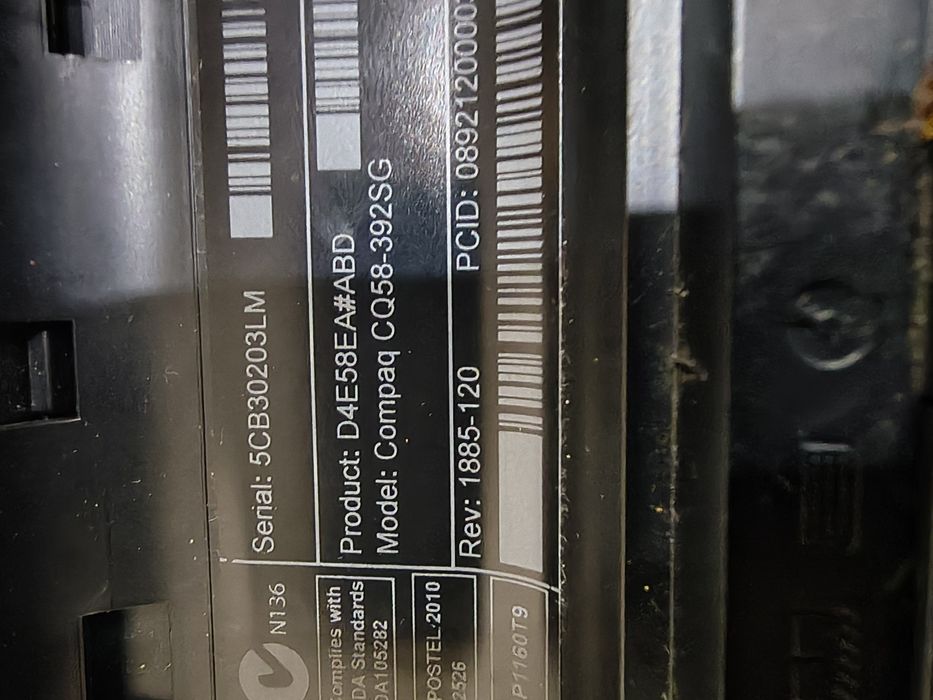 Serial: 5CB30203LM
Product: D4E58EA#ABD
Model: Compaq CQ58-392SG
Rev: 1885-120 PCID: 0892120000
N136
omplies with
DA Standards
DA105282
POSTEL 2010
2526
P1160T9